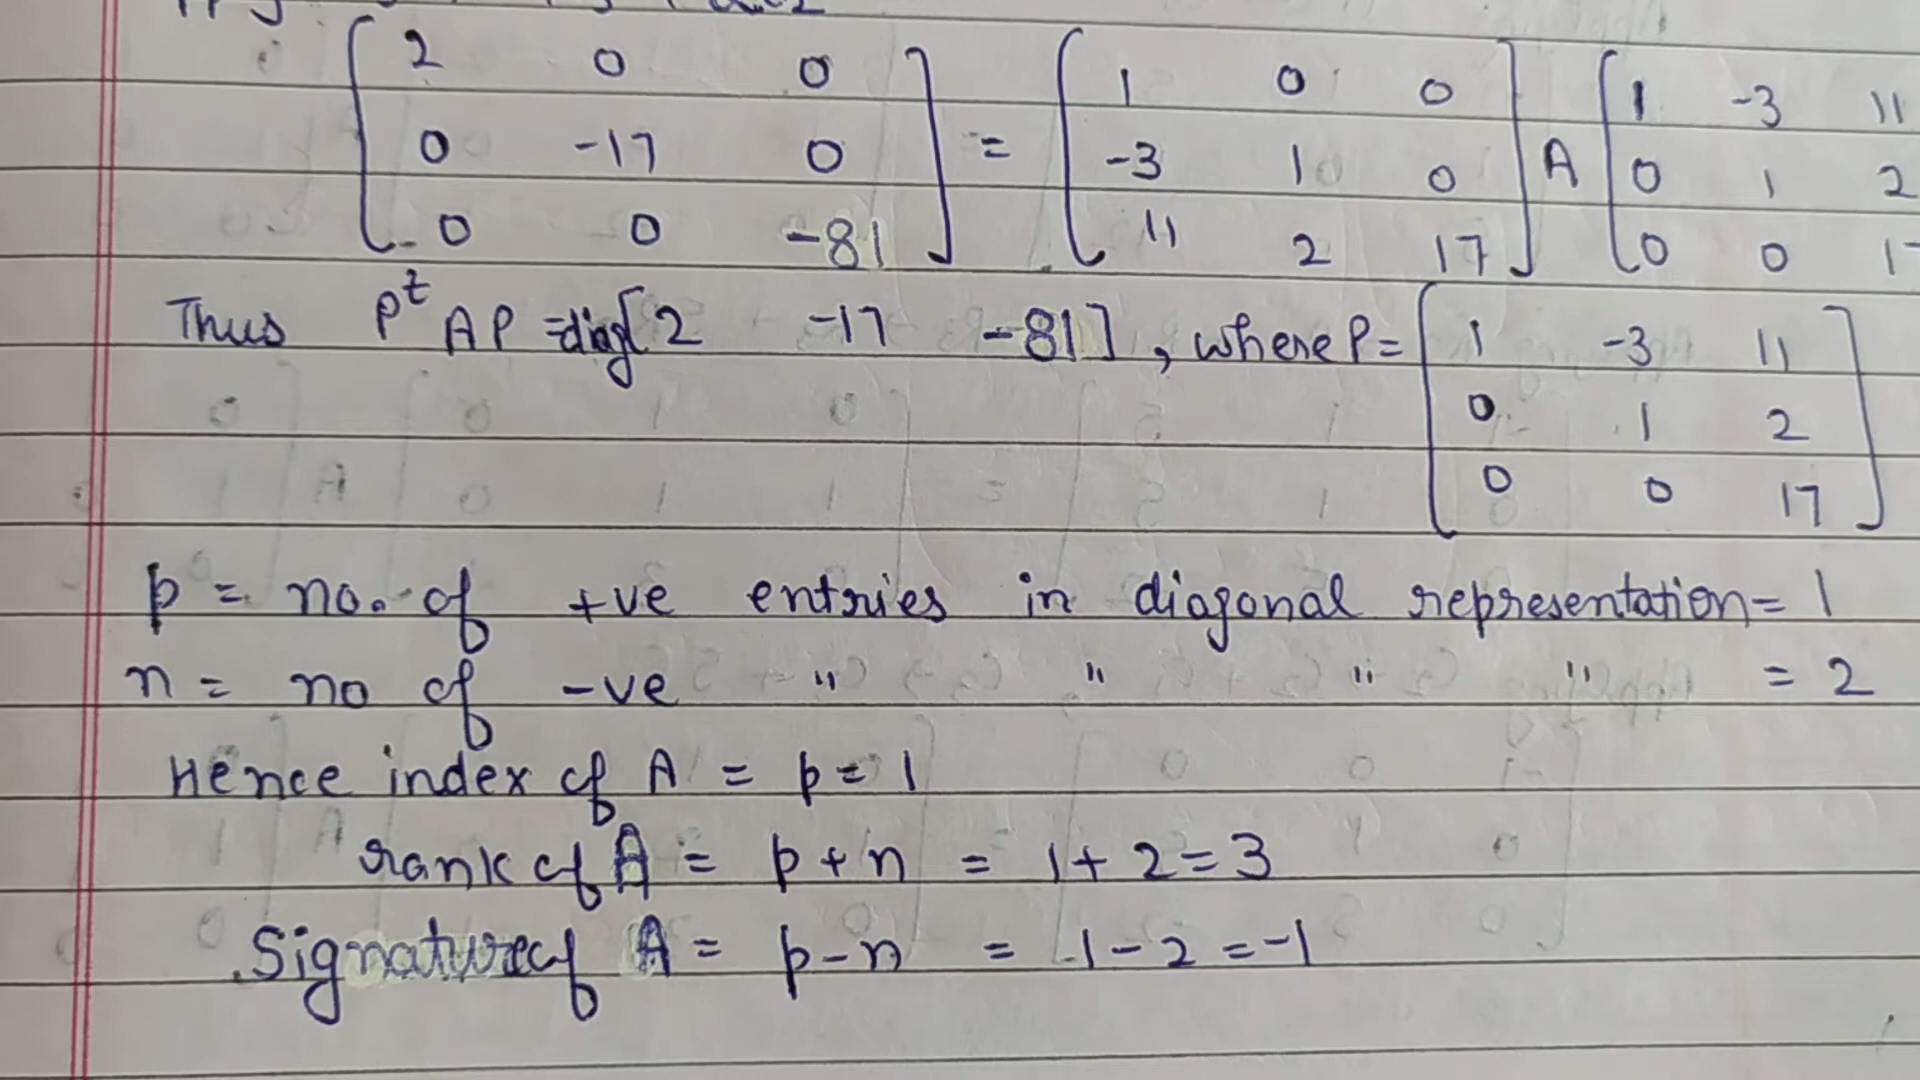 [2 0 0] = [1 0 0] A [1 -3 11
[0 -17 0] [-3 1 0] [0 1 2
[0 0 -81] [11 2 17] [0 0
Thus P^t AP = diag[2 -17 -81], where P = [1 -3 11]
[0 1 2]
[0 0 17]
p = no. of +ve entries in diagonal representation = 1
n = no of -ve " " " " = 2
Hence index of A = p = 1
rank of A = p + n = 1 + 2 = 3
Signature of A = p - n = 1 - 2 = -1